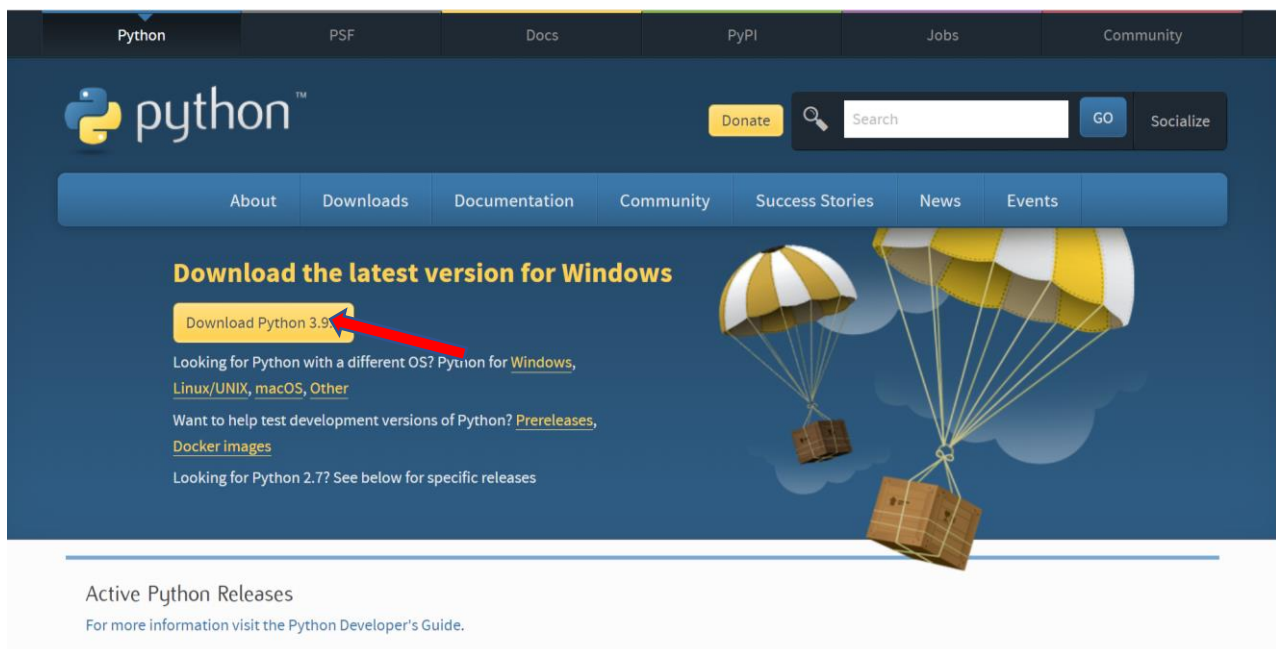 Python PSF Docs PyPI Jobs Community
python™
Donate Search GO Socialize
About Downloads Documentation Community Success Stories News Events
Download the latest version for Windows
Download Python 3.9.
Looking for Python with a different OS? Python for Windows,
Linux/UNIX, macOS, Other
Want to help test development versions of Python? Prereleases,
Docker images
Looking for Python 2.7? See below for specific releases
Active Python Releases
For more information visit the Python Developer's Guide.